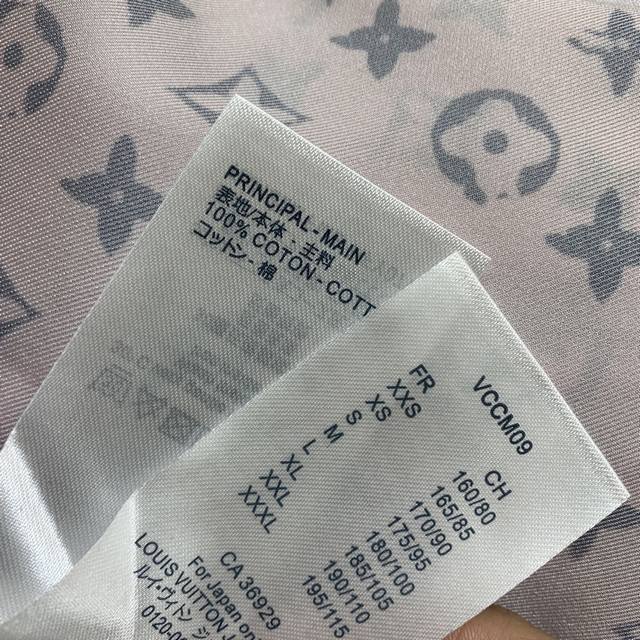 PRINCIPAL - MAIN
表地/本体 - 主料
100% COTON - COTT
コットン - 棉
VCCM09
FR CH
XXS 160/80
XS 165/85
S 170/90
M 175/95
L 180/100
XL 185/105
XXL 190/110
XXXL 195/115
CA 36929
For Japan on
LOUIS VUITTON
ルイ・ヴィトン
0120-0